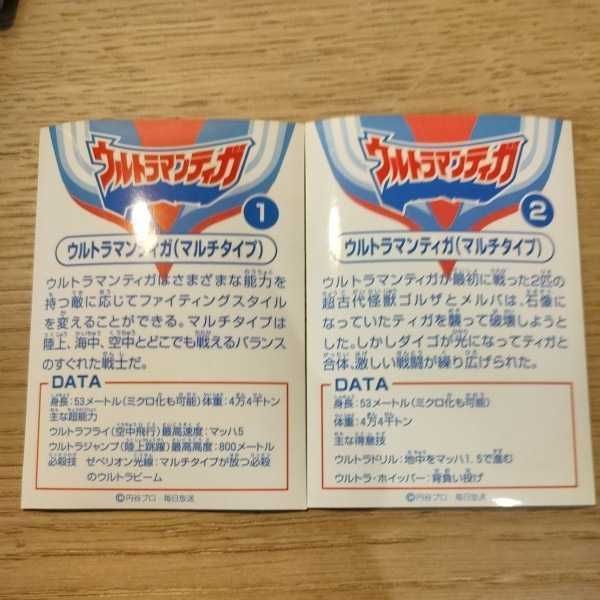 ウルトラマンティガ
1
ウルトラマンティガ(マルチタイプ)
ウルトラマンティガはさまざまな能力を
持つ敵に応じてファイティングスタイル
を変えることができる。マルチタイプは
陸上、海中、空中とどこでも戦えるバランス
のすぐれた戦士だ。
DATA
身長:53メートル(ミクロ化も可能)体重:4万4千トン
主な超能力
ウルトラフライ(空中飛行)最高速度:マッハ5
ウルトラジャンプ(陸上跳躍)最高高度:800メートル
必殺技 ゼペリオン光線:マルチタイプが放つ必殺
のウルトラビーム
©円谷プロ・毎日放送
ウルトラマンティガ
2
ウルトラマンティガ(マルチタイプ)
ウルトラマンティガが最初に戦った2匹の
超古代怪獣ゴルザとメルバは、石像に
なっていたティガを襲って破壊しようと
した。しかしダイゴが光になってティガと
合体、激しい戦闘が繰り広げられた。
DATA
身長:53メートル(ミクロ化も可能)
体重:4万4千トン
主な得意技
ウルトラドリル:地中をマッハ1.5で進む
ウルトラ・ホイッパー:背負い投げ
©円谷プロ・毎日放送